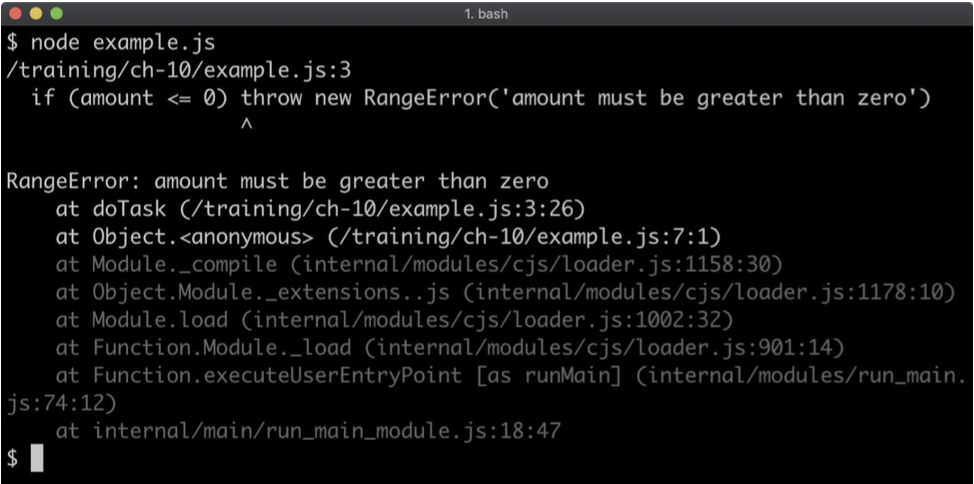 1. bash
$ node example.js
/training/ch-10/example.js:3
  if (amount <= 0) throw new RangeError('amount must be greater than zero')
                   ^
RangeError: amount must be greater than zero
    at doTask (/training/ch-10/example.js:3:26)
    at Object.<anonymous> (/training/ch-10/example.js:7:1)
    at Module._compile (internal/modules/cjs/loader.js:1158:30)
    at Object.Module._extensions..js (internal/modules/cjs/loader.js:1178:10)
    at Module.load (internal/modules/cjs/loader.js:1002:32)
    at Function.Module._load (internal/modules/cjs/loader.js:901:14)
    at Function.executeUserEntryPoint [as runMain] (internal/modules/run_main.
js:74:12)
    at internal/main/run_main_module.js:18:47
$